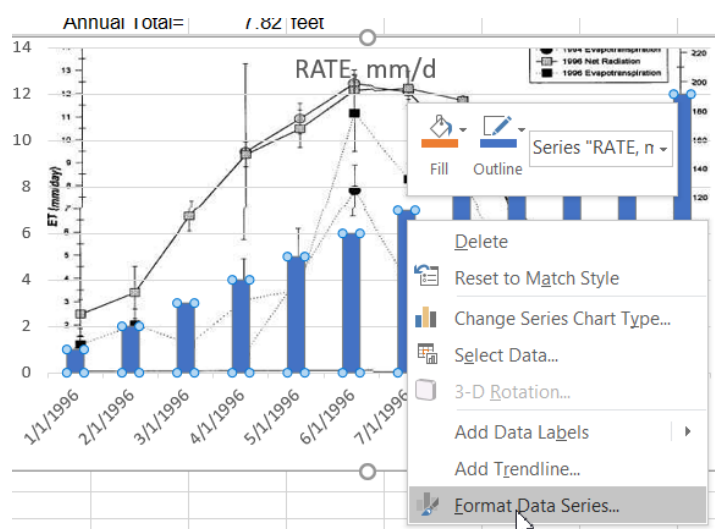 Annual Total= 7.82 feet
RATE, mm/d
1994 Evapotranspiration
1996 Net Radiation
1996 Evapotranspiration
14
12
10
8
6
4
2
0
ET (mm/day)
220
200
180
160
140
120
1/1/1996
2/1/1996
3/1/1996
4/1/1996
5/1/1996
6/1/1996
7/1/1996
Fill
Outline
Series "RATE, n
Delete
Reset to Match Style
Change Series Chart Type...
Select Data...
3-D Rotation...
Add Data Labels
Add Trendline...
Format Data Series...